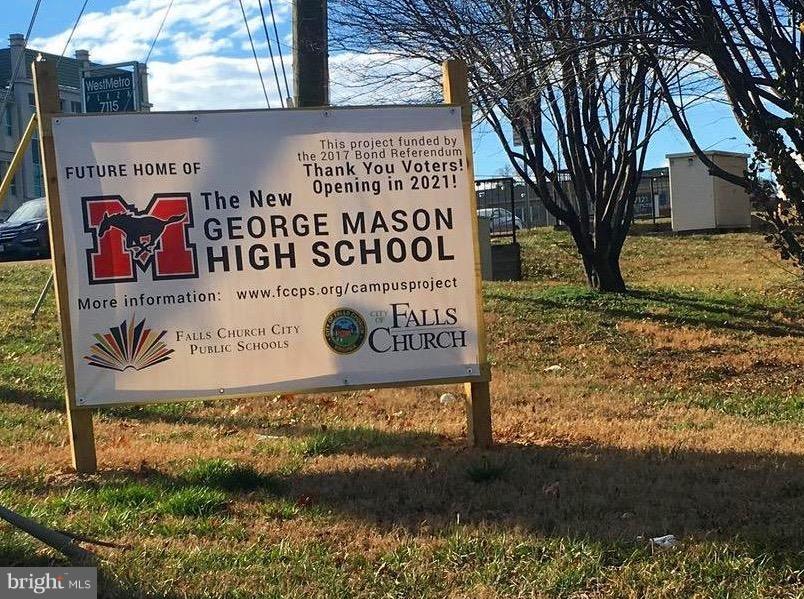 WestMetro
PLAZA
7115
This project funded by
the 2017 Bond Referendum
Thank You Voters!
Opening in 2021!
FUTURE HOME OF
M
The New
GEORGE MASON
HIGH SCHOOL
More information: www.fccps.org/campusproject
FALLS CHURCH CITY
PUBLIC SCHOOLS
CITY OF
FALLS
CHURCH
bright MLS